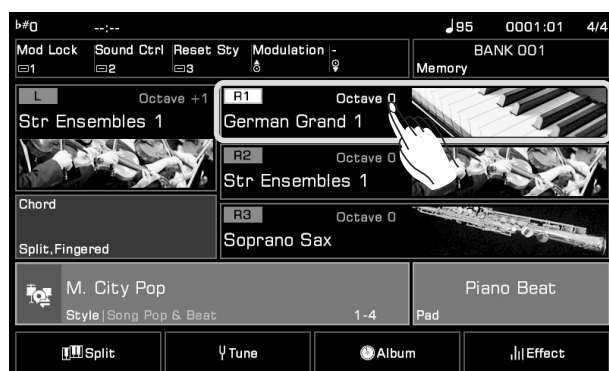 ♭#0 --:-- ♩95 0001:01 4/4
Mod Lock Sound Ctrl Reset Sty Modulation - BANK 001
1 2 3 Memory
L Octave +1
Str Ensembles 1
R1 Octave 0
German Grand 1
R2 Octave 0
Str Ensembles 1
R3 Octave 0
Soprano Sax
Chord
Split,Fingered
M. City Pop
Style|Song Pop & Beat 1-4
Piano Beat
Pad
Split Tune Album Effect